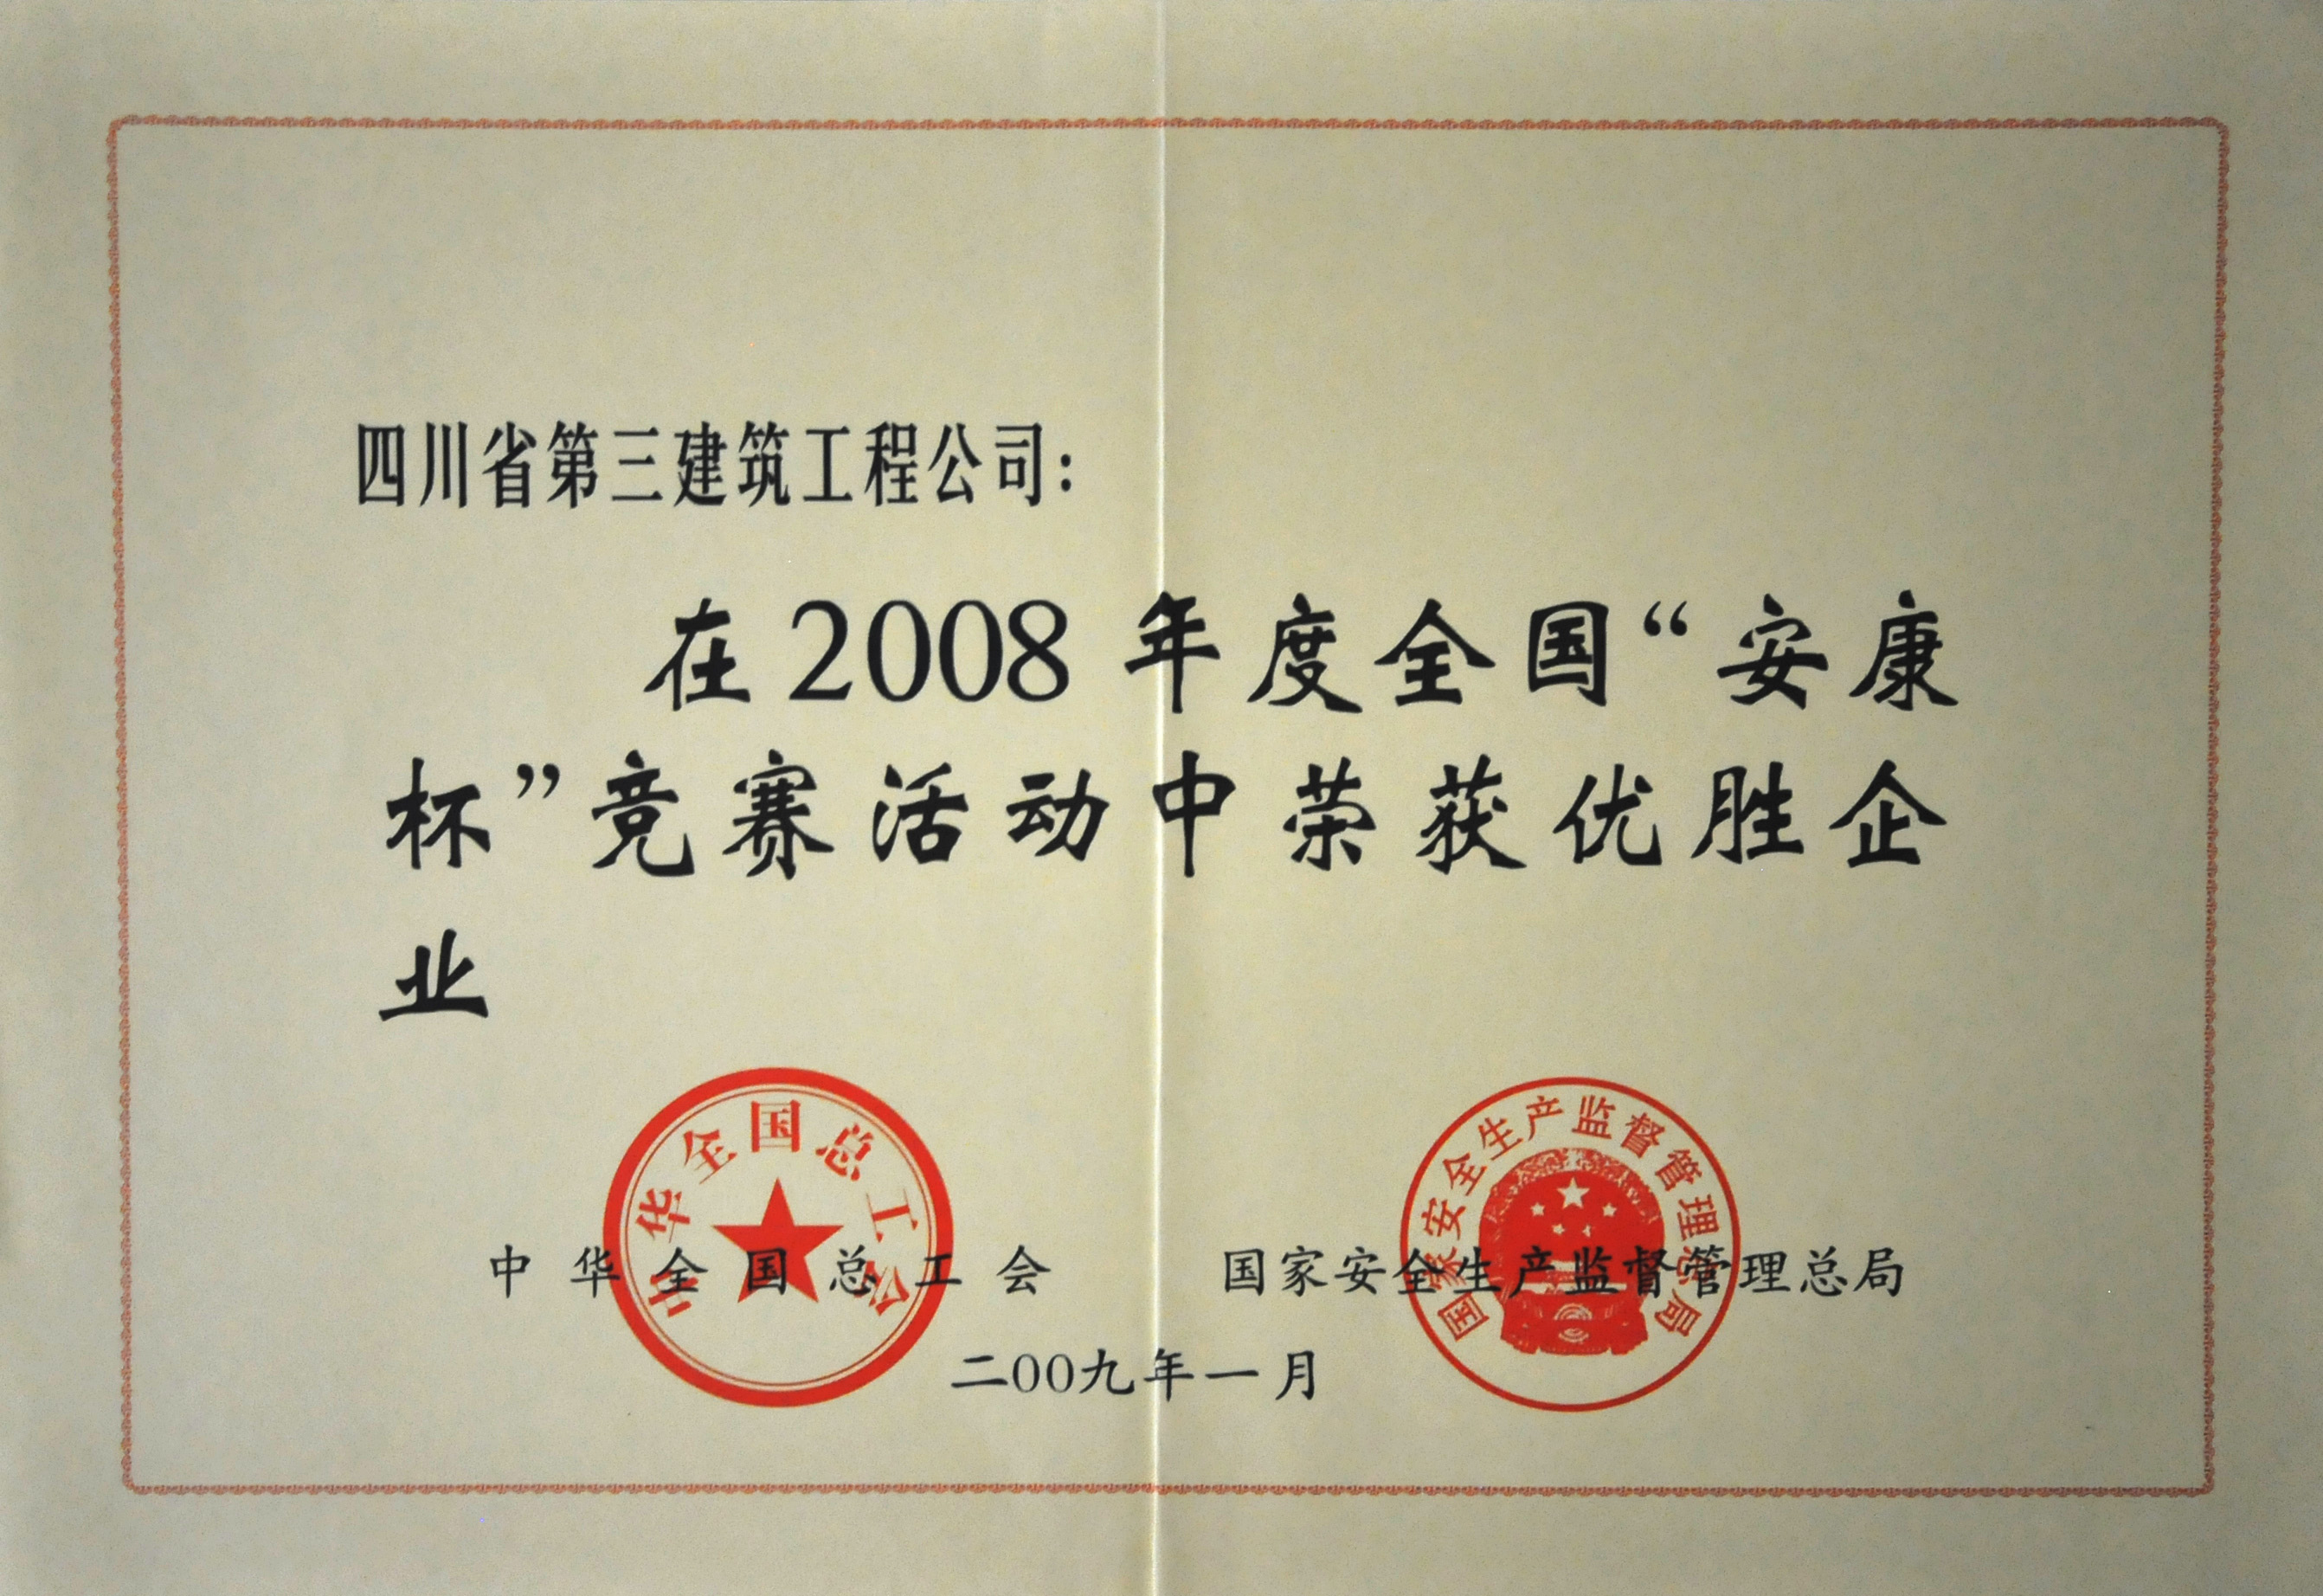 四川省第三建筑工程公司：
在2008年度全国“安康
杯”竞赛活动中荣获优胜企
业
中华全国总工会
国家安全生产监督管理总局
中华全国总工会 国家安全生产监督管理总局
二00九年一月